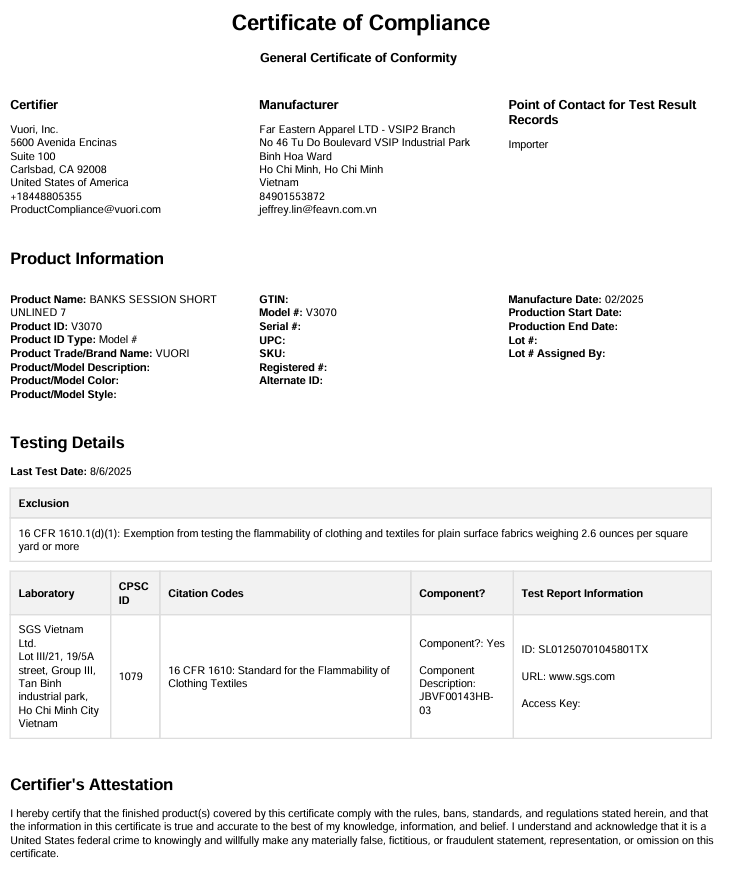 Certificate of Compliance
General Certificate of Conformity
Certifier
Vuori, Inc.
5600 Avenida Encinas
Suite 100
Carlsbad, CA 92008
United States of America
+18448805355
ProductCompliance@vuori.com
Manufacturer
Far Eastern Apparel LTD - VSIP2 Branch
No 46 Tu Do Boulevard VSIP Industrial Park
Binh Hoa Ward
Ho Chi Minh, Ho Chi Minh
Vietnam
84901553872
jeffrey.lin@feavn.com.vn
Point of Contact for Test Result
Records
Importer
Product Information
Product Name: BANKS SESSION SHORT
UNLINED 7
Product ID: V3070
Product ID Type: Model #
Product Trade/Brand Name: VUORI
Product/Model Description:
Product/Model Color:
Product/Model Style:
GTIN:
Model #: V3070
Serial #:
UPC:
SKU:
Registered #:
Alternate ID:
Manufacture Date: 02/2025
Production Start Date:
Production End Date:
Lot #:
Lot # Assigned By:
Testing Details
Last Test Date: 8/6/2025
Exclusion
16 CFR 1610.1(d)(1): Exemption from testing the flammability of clothing and textiles for plain surface fabrics weighing 2.6 ounces per square
yard or more
Laboratory
CPSC
ID
Citation Codes
Component?
Test Report Information
SGS Vietnam
Ltd.
Lot III/21, 19/5A
street, Group III,
Tan Binh
industrial park,
Ho Chi Minh City
Vietnam
1079
16 CFR 1610: Standard for the Flammability of
Clothing Textiles
Component?: Yes
Component
Description:
JBVF00143HB-
03
ID: SL01250701045801TX
URL: www.sgs.com
Access Key:
Certifier's Attestation
I hereby certify that the finished product(s) covered by this certificate comply with the rules, bans, standards, and regulations stated herein, and that
the information in this certificate is true and accurate to the best of my knowledge, information, and belief. I understand and acknowledge that it is a
United States federal crime to knowingly and willfully make any materially false, fictitious, or fraudulent statement, representation, or omission on this
certificate.